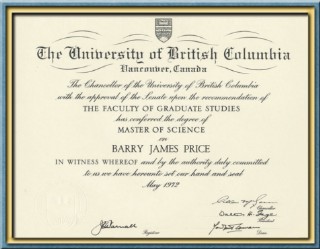 The University of British Columbia
Vancouver, Canada
The Chancellor of the University of British Columbia
with the approval of the Senate upon the recommendation of
THE FACULTY OF GRADUATE STUDIES
has conferred the degree of
MASTER OF SCIENCE
on
BARRY JAMES PRICE
IN WITNESS WHEREOF and by the authority duly committed
to us we have hereunto set our hand and seal
May 1972
Chancellor
Registrar